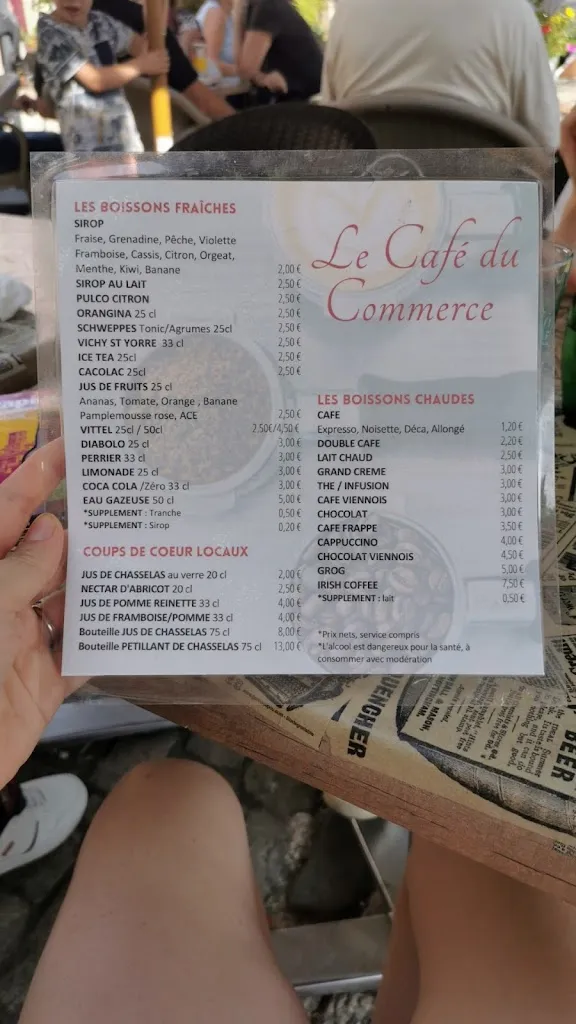 LES BOISSONS FRAÎCHES
SIROP
Fraise, Grenadine, Pêche, Violette
Framboise, Cassis, Citron, Orgeat,
Menthe, Kiwi, Banane 2,00 €
SIROP AU LAIT 2,50 €
PULCO CITRON 2,50 €
ORANGINA 25 cl 2,50 €
SCHWEPPES Tonic/Agrumes 25cl 2,50 €
VICHY ST YORRE 33 cl 2,50 €
ICE TEA 25cl 2,50 €
CACOLAC 25cl 2,50 €
JUS DE FRUITS 25 cl
Ananas, Tomate, Orange , Banane
Pamplemousse rose, ACE 2,50 €
VITTEL 25cl / 50cl 2.50€/4,50 €
DIABOLO 25 cl 3,00 €
PERRIER 33 cl 3,00 €
LIMONADE 25 cl 3,00 €
COCA COLA /Zéro 33 cl 3,00 €
EAU GAZEUSE 50 cl 5,00 €
*SUPPLEMENT : Tranche 0,50 €
*SUPPLEMENT : Sirop 0,20 €
COUPS DE COEUR LOCAUX
JUS DE CHASSELAS au verre 20 cl 2,00 €
NECTAR D'ABRICOT 20 cl 2,50 €
JUS DE POMME REINETTE 33 cl 4,00 €
JUS DE FRAMBOISE/POMME 33 cl 4,00 €
Bouteille JUS DE CHASSELAS 75 cl 8,00 €
Bouteille PETILLANT DE CHASSELAS 75 cl 13,00 €
Le Café du
Commerce
LES BOISSONS CHAUDES
CAFE
Expresso, Noisette, Déca, Allongé 1,20 €
DOUBLE CAFE 2,20 €
LAIT CHAUD 2,50 €
GRAND CREME 3,00 €
THE / INFUSION 3,00 €
CAFE VIENNOIS 3,00 €
CHOCOLAT 3,00 €
CAFE FRAPPE 3,50 €
CAPPUCCINO 4,00 €
CHOCOLAT VIENNOIS 4,50 €
GROG 5,00 €
IRISH COFFEE 7,50 €
*SUPPLEMENT : lait 0,50 €
*Prix nets, service compris
*L'alcool est dangereux pour la santé, à
consommer avec modération
QUENCHER
BEER